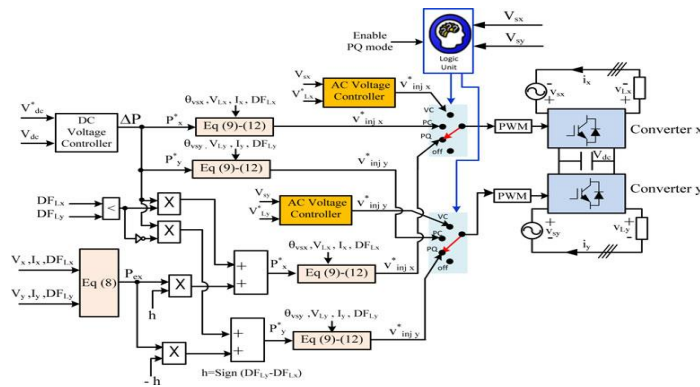 Enable
PQ mode
Logic
Unit
V_sx
V_sy
V_sx
V*_Lx
AC Voltage
Controller
v*_inj x
θ_vsx ,V_Lx, I_x, DF_Lx
V*_dc
V_dc
DC
Voltage
Controller
ΔP
P*_x
Eq (9)-(12)
v*_inj x
θ_vsy, V_Ly, I_y, DF_Ly
P*_y
Eq (9)-(12)
v*_inj y
VC
PC
PQ
off
PWM
i_x
v_sx
v_Lx
Converter x
V_dc
PWM
Converter y
v_sy
v_Ly
i_y
DF_Lx
DF_Ly
<
X
X
V_sy
V*_Ly
AC Voltage
Controller
v*_inj y
VC
PC
PQ
off
V_x ,I_x ,DF_Lx
V_y ,I_y ,DF_Ly
Eq (8)
P_ex
h
X
+
+
P*_x
θ_vsx ,V_Lx, I_x, DF_Lx
Eq (9)-(12)
v*_inj x
- h
X
+
+
P*_y
θ_vsy ,V_Ly, I_y, DF_Ly
Eq (9)-(12)
v*_inj y
h=Sign (DF_Ly-DF_Lx)